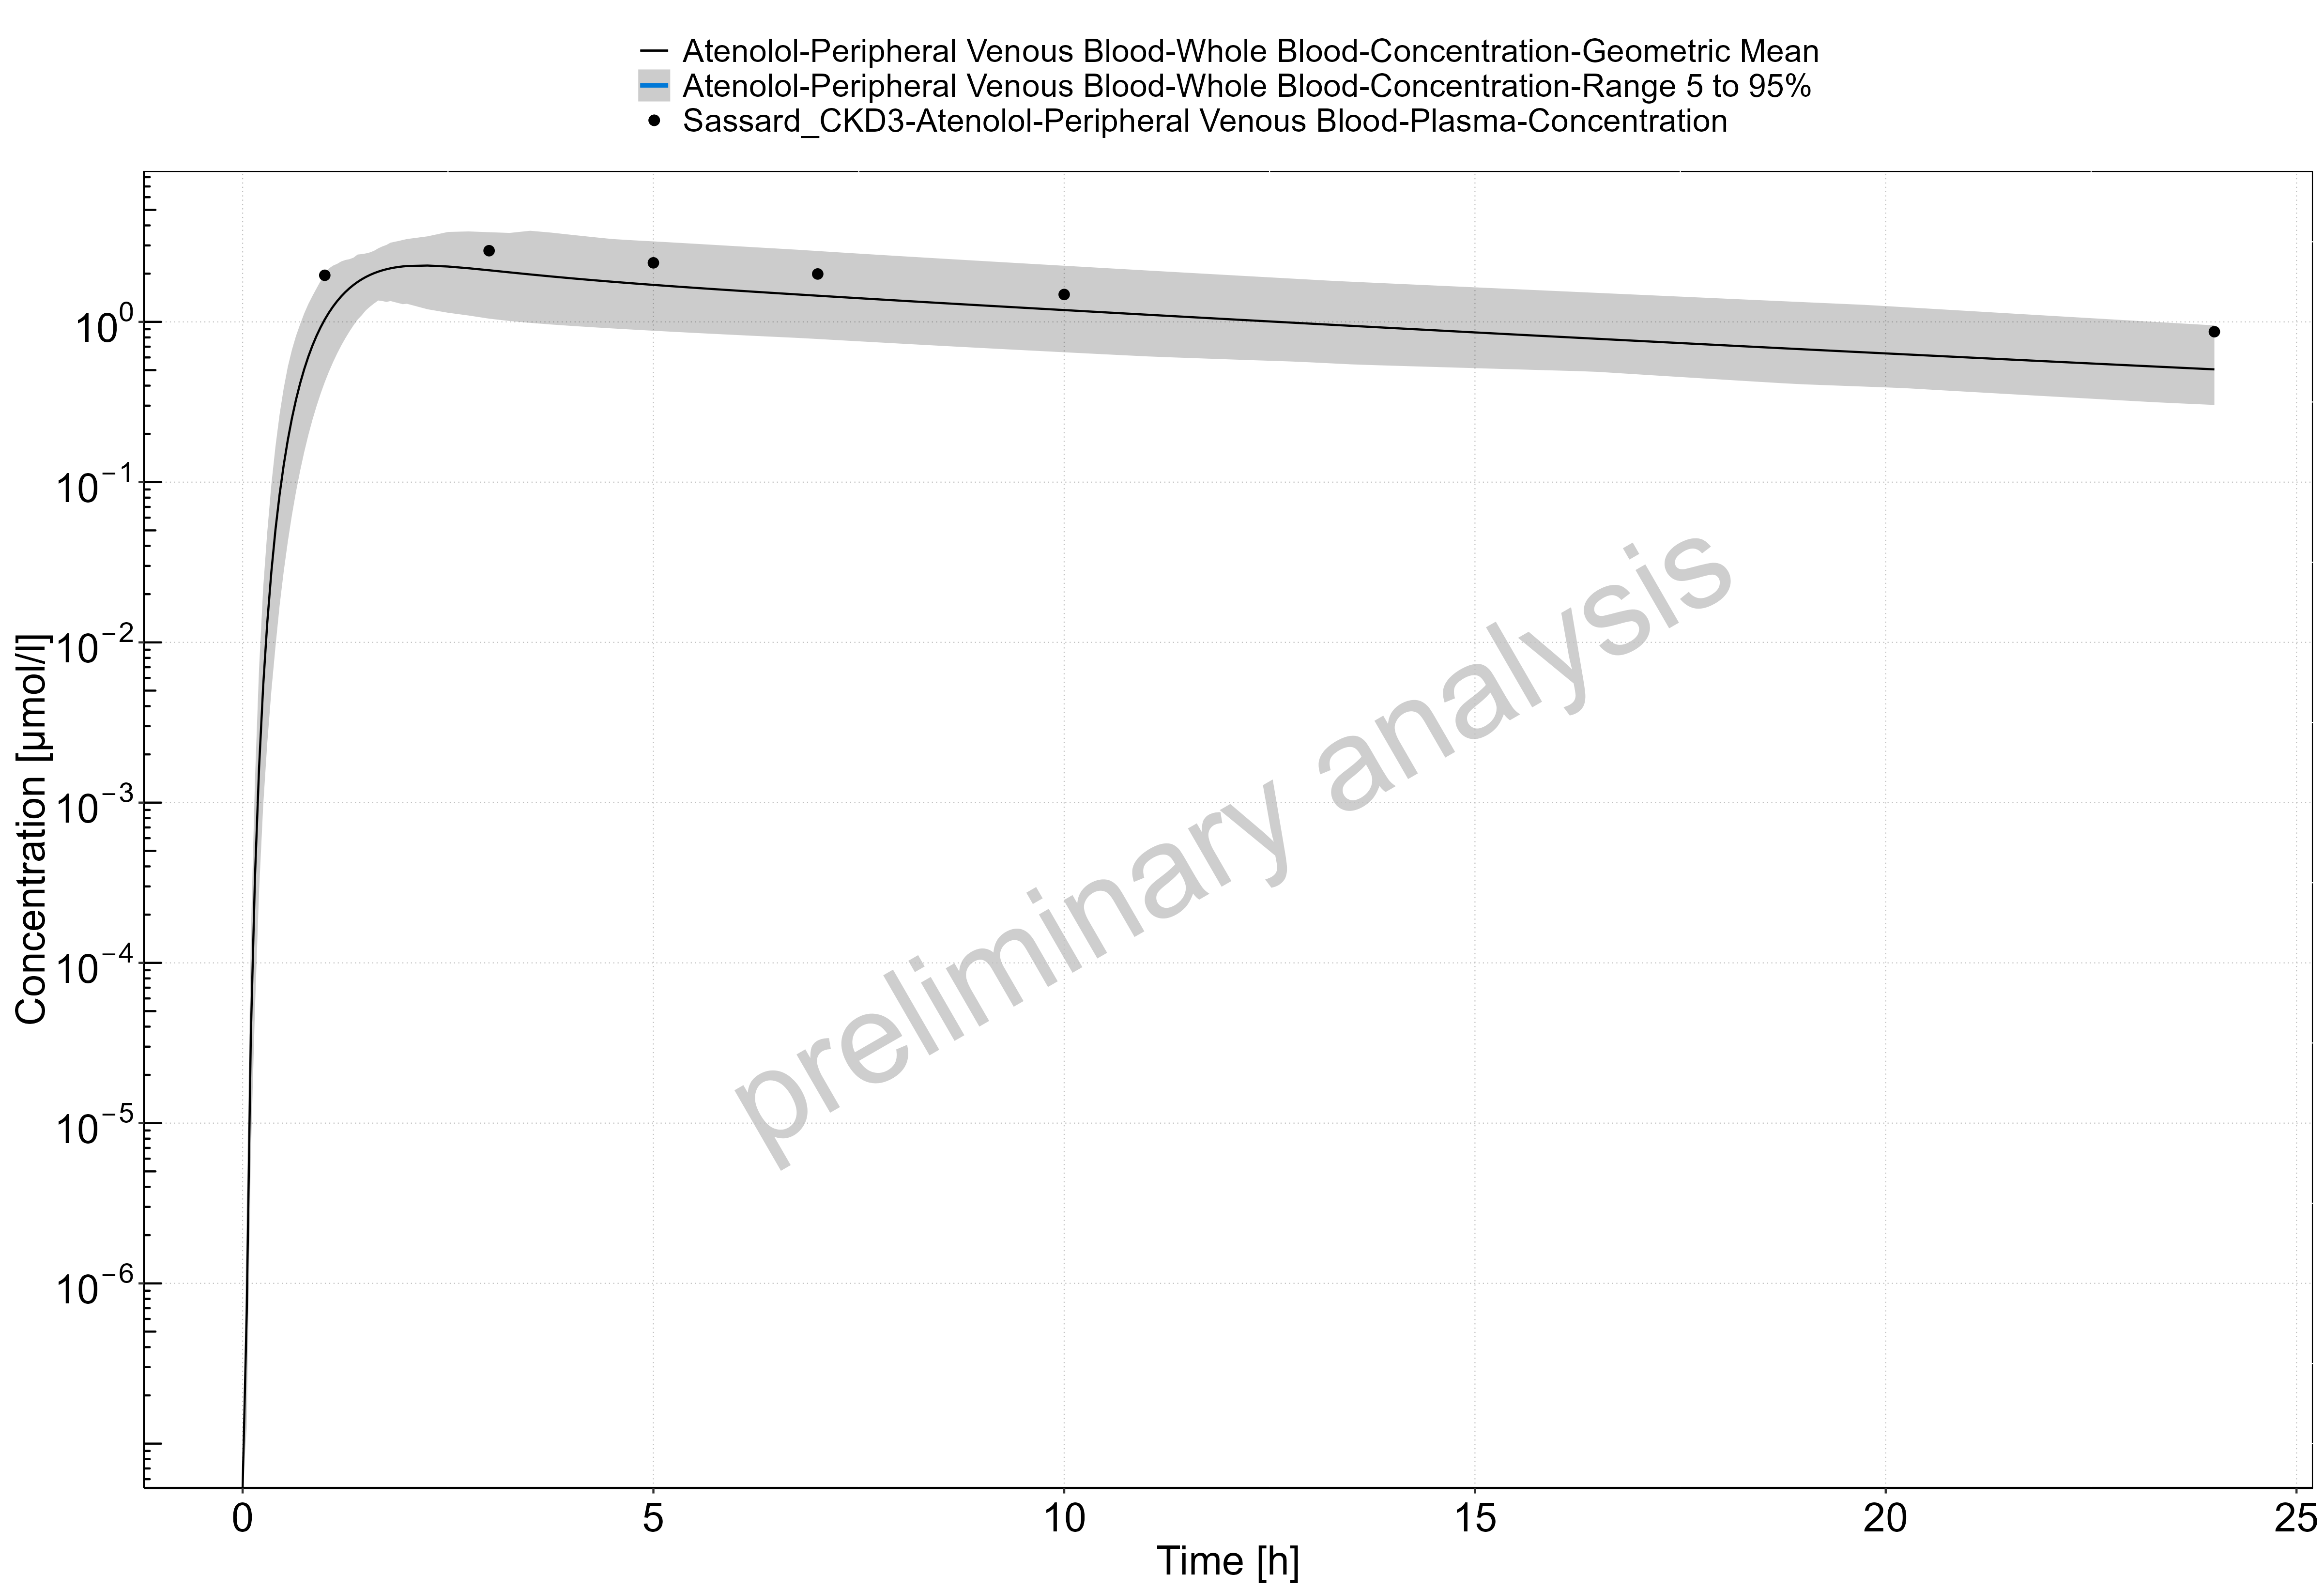 Atenolol-Peripheral Venous Blood-Whole Blood-Concentration-Geometric Mean
Atenolol-Peripheral Venous Blood-Whole Blood-Concentration-Range 5 to 95%
Sassard_CKD3-Atenolol-Peripheral Venous Blood-Plasma-Concentration
10⁰
10⁻¹
10⁻²
10⁻³
10⁻⁴
10⁻⁵
10⁻⁶
Concentration [µmol/l]
preliminary analysis
0 5 10 15 20 25
Time [h]